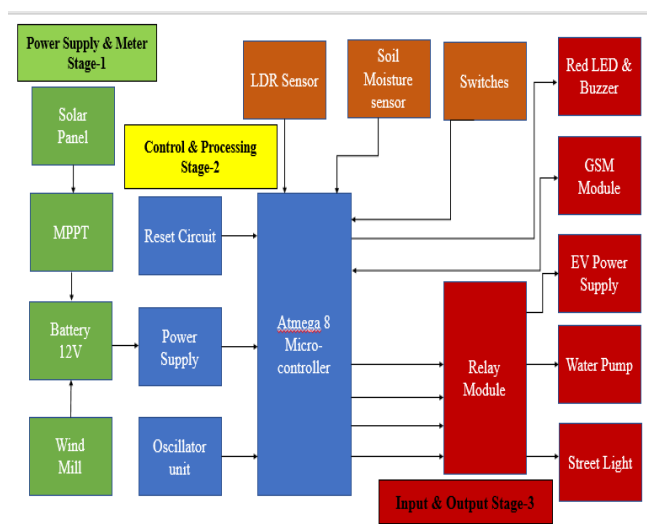 Power Supply & Meter
Stage-1
Solar
Panel
MPPT
Battery
12V
Wind
Mill
Control & Processing
Stage-2
Reset Circuit
Power
Supply
Oscillator
unit
LDR Sensor
Soil
Moisture
sensor
Switches
Atmega 8
Micro-
controller
Relay
Module
Red LED &
Buzzer
GSM
Module
EV Power
Supply
Water Pump
Street Light
Input & Output Stage-3